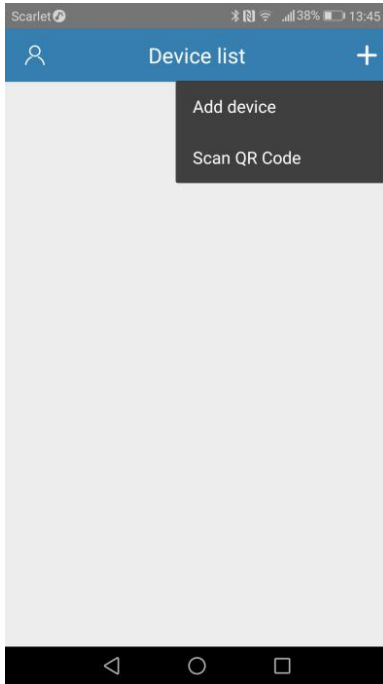 Scarlet 38% 13:45
Device list +
Add device
Scan QR Code